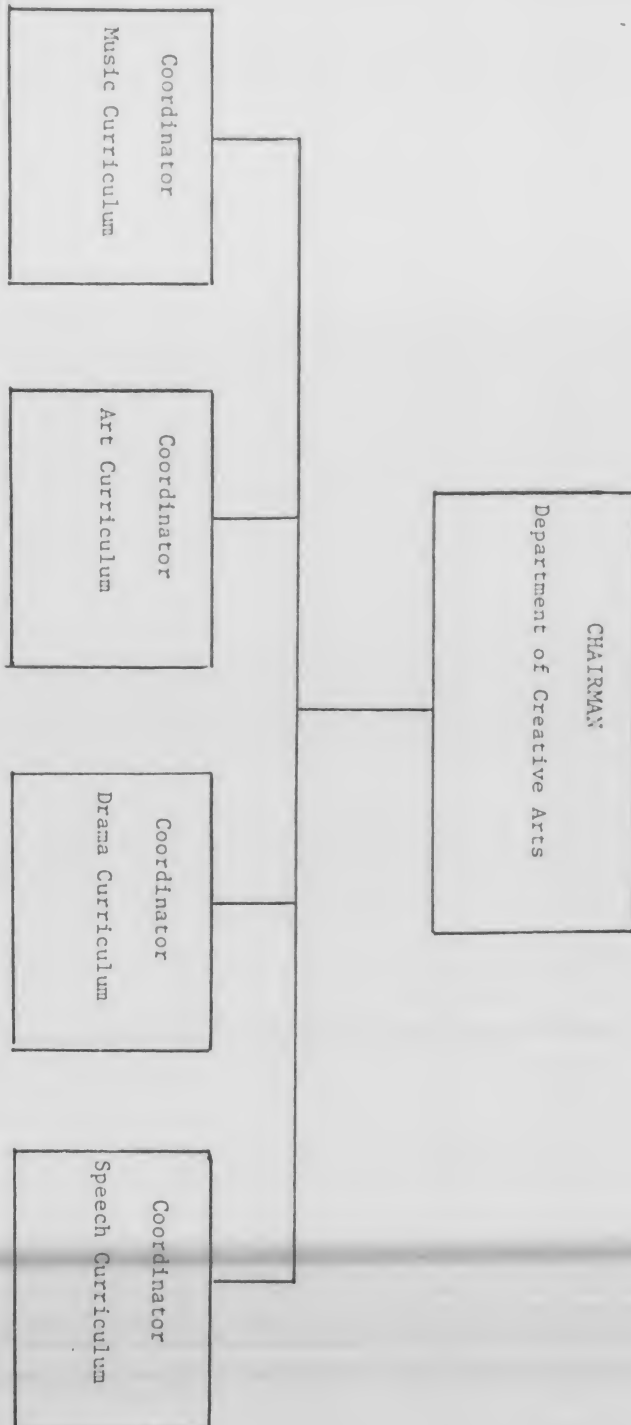 CHAIRMAN
Department of Creative Arts
Coordinator
Music Curriculum
Coordinator
Art Curriculum
Coordinator
Drama Curriculum
Coordinator
Speech Curriculum